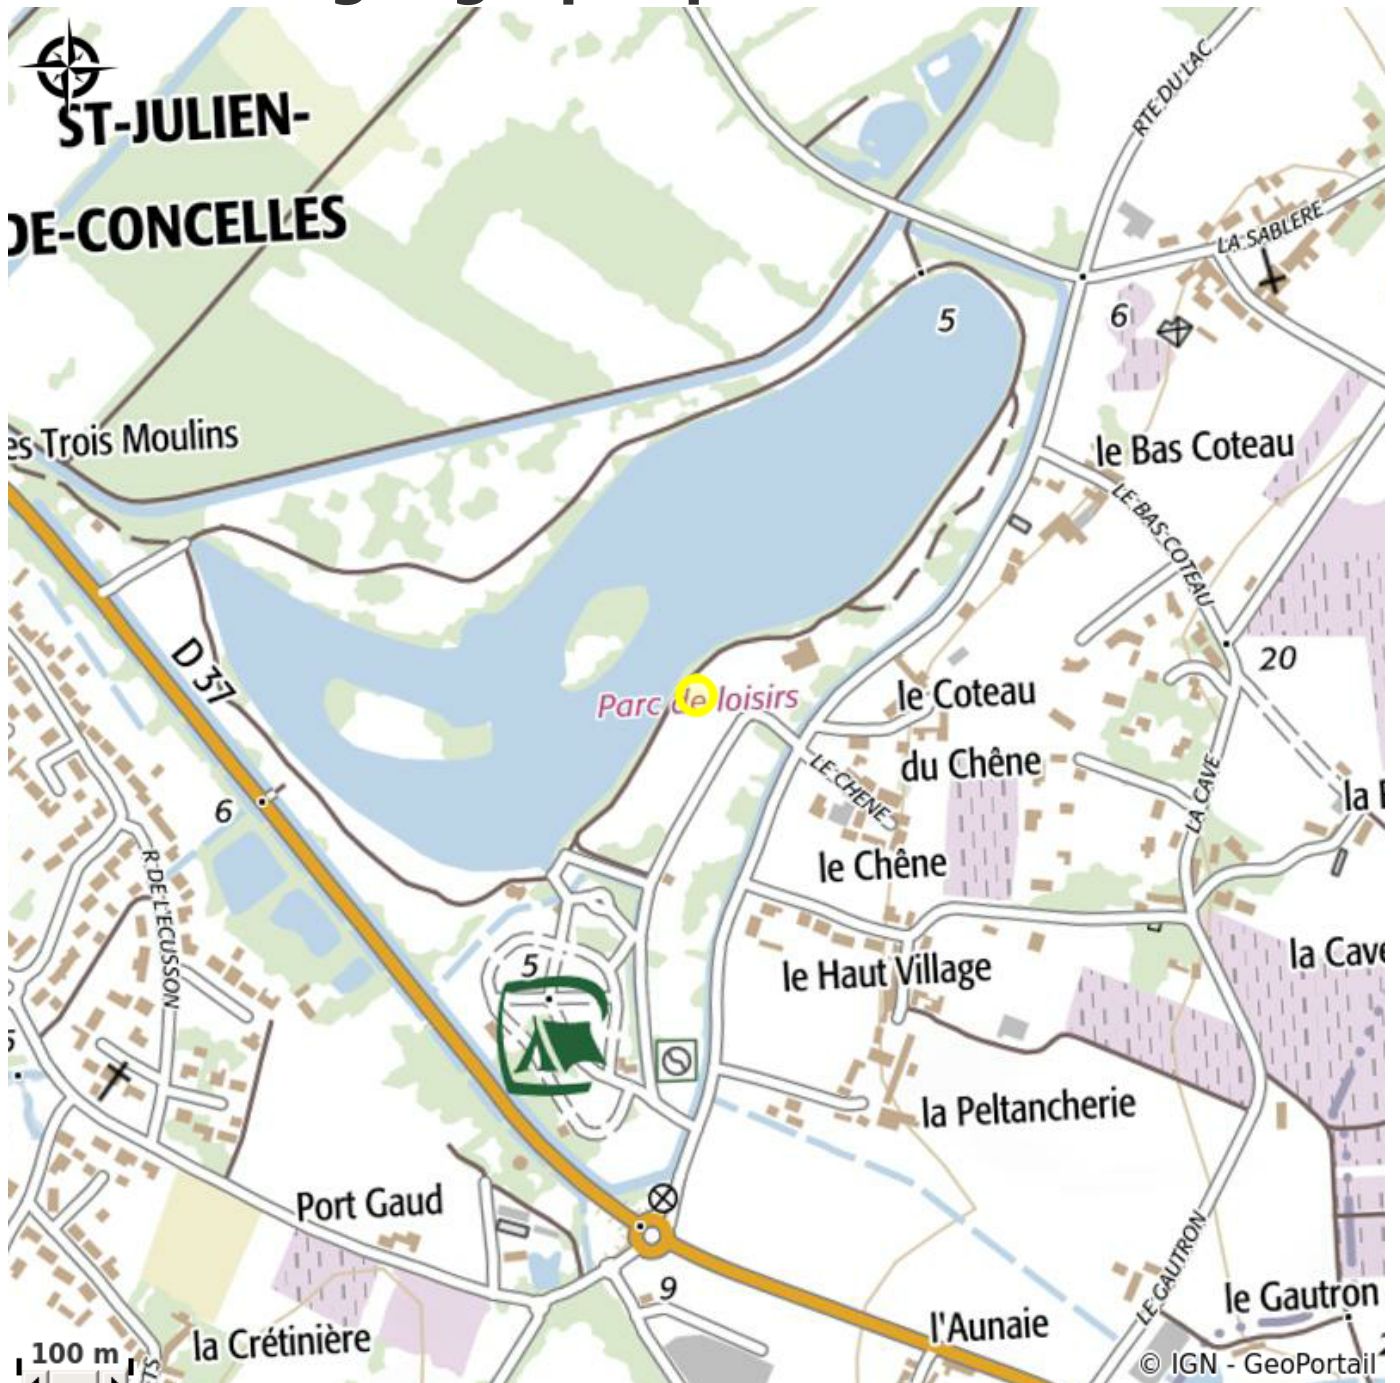 RTE DU LAC
ST-JULIEN-
DE-CONCELLES
LA SABLERE
5
6
es Trois Moulins
le Bas Coteau
LE BAS COTEAU
D 37
20
Parc de loisirs
le Coteau
du Chêne
LE CHENE
LA CAVE
6
la
le Chêne
R DE L'ECUSSON
la Cave
le Haut Village
5
la Peltancherie
Port Gaud
9
LE GAUTRON
le Gautron
l'Aunaie
la Crétinière
100 m
© IGN - GeoPortail